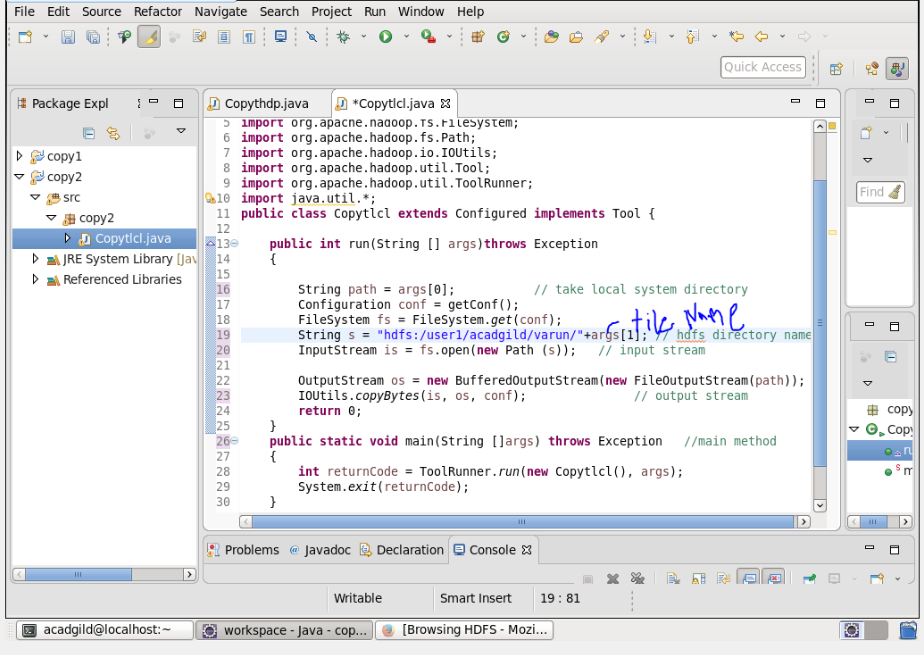 File Edit Source Refactor Navigate Search Project Run Window Help
Quick Access
Package Expl
Copythdp.java
*Copytlcl.java
copy1
copy2
src
copy2
Copytlcl.java
JRE System Library [Jav
Referenced Libraries
5 import org.apache.hadoop.fs.FileSystem;
6 import org.apache.hadoop.fs.Path;
7 import org.apache.hadoop.io.IOUtils;
8 import org.apache.hadoop.util.Tool;
9 import org.apache.hadoop.util.ToolRunner;
10 import java.util.*;
11 public class Copytlcl extends Configured implements Tool {
12
13 public int run(String [] args)throws Exception
14 {
15
16 String path = args[0]; // take local system directory
17 Configuration conf = getConf();
18 FileSystem fs = FileSystem.get(conf);
file Name
19 String s = "hdfs:/user1/acadgild/varun/"+args[1]; // hdfs directory name
20 InputStream is = fs.open(new Path (s)); // input stream
21
22 OutputStream os = new BufferedOutputStream(new FileOutputStream(path));
23 IOUtils.copyBytes(is, os, conf); // output stream
24 return 0;
25 }
26 public static void main(String []args) throws Exception //main method
27 {
28 int returnCode = ToolRunner.run(new Copytlcl(), args);
29 System.exit(returnCode);
30 }
Find
copy
Copy
ru
m
Problems @ Javadoc Declaration Console
Writable Smart Insert 19 : 81
acadgild@localhost:~
workspace - Java - cop...
[Browsing HDFS - Mozi...